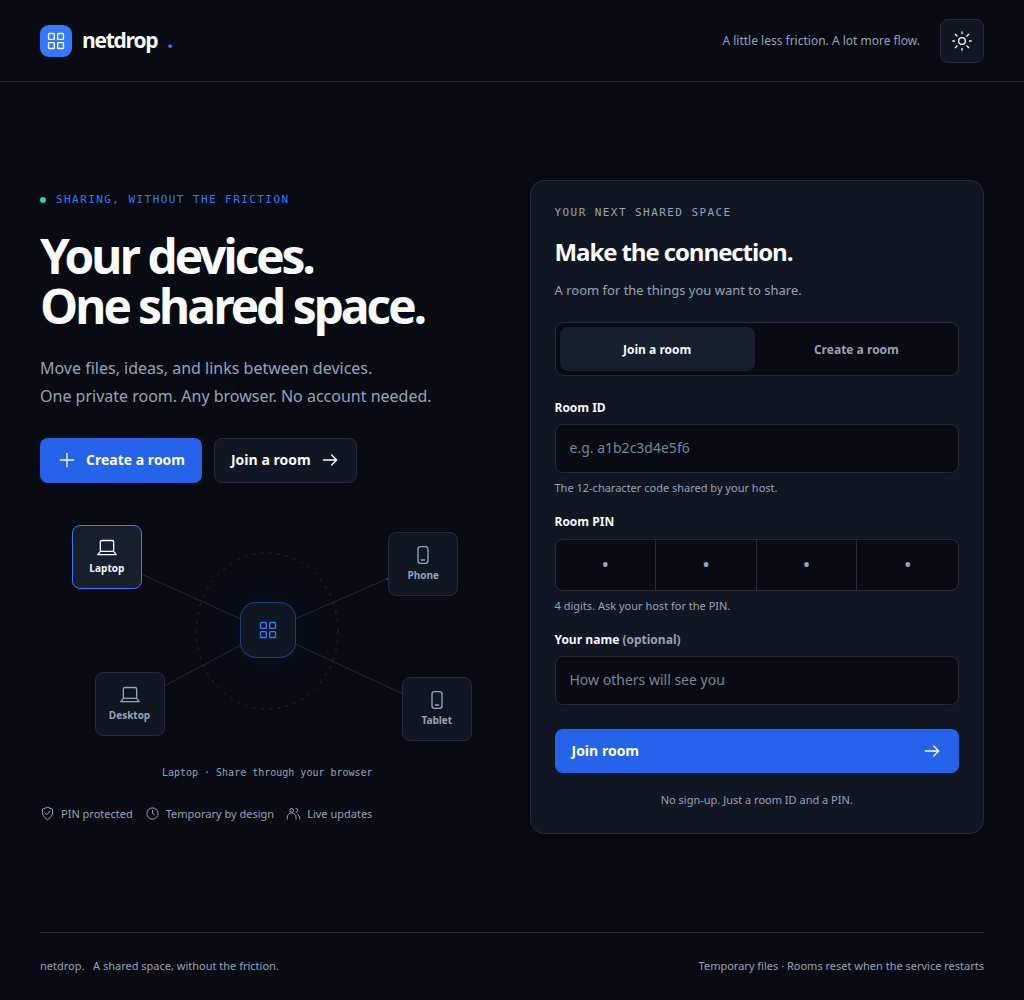 netdrop .
A little less friction. A lot more flow.
SHARING, WITHOUT THE FRICTION
Your devices.
One shared space.
Move files, ideas, and links between devices.
One private room. Any browser. No account needed.
Create a room
Join a room
Laptop
Phone
Desktop
Tablet
Laptop · Share through your browser
PIN protected
Temporary by design
Live updates
YOUR NEXT SHARED SPACE
Make the connection.
A room for the things you want to share.
Join a room
Create a room
Room ID
e.g. a1b2c3d4e5f6
The 12-character code shared by your host.
Room PIN
• • • •
4 digits. Ask your host for the PIN.
Your name (optional)
How others will see you
Join room
No sign-up. Just a room ID and a PIN.
netdrop. A shared space, without the friction.
Temporary files · Rooms reset when the service restarts